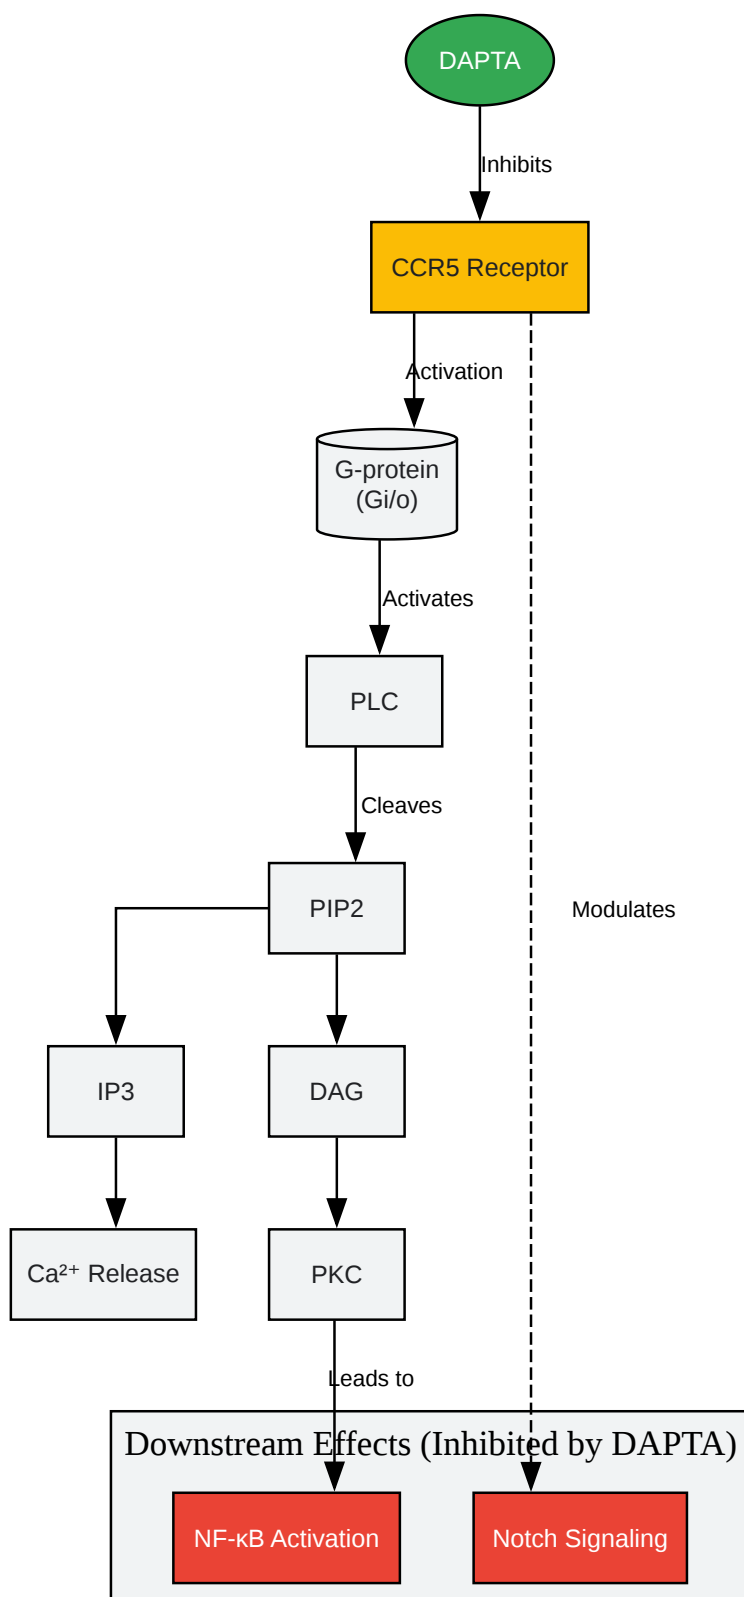 DAPTA
Inhibits
CCR5 Receptor
Activation
G-protein
(Gi/o)
Activates
PLC
Cleaves
PIP2
Modulates
IP3
DAG
Ca²⁺ Release
PKC
Leads to
Downstream Effects (Inhibited by DAPTA)
NF-κB Activation
Notch Signaling